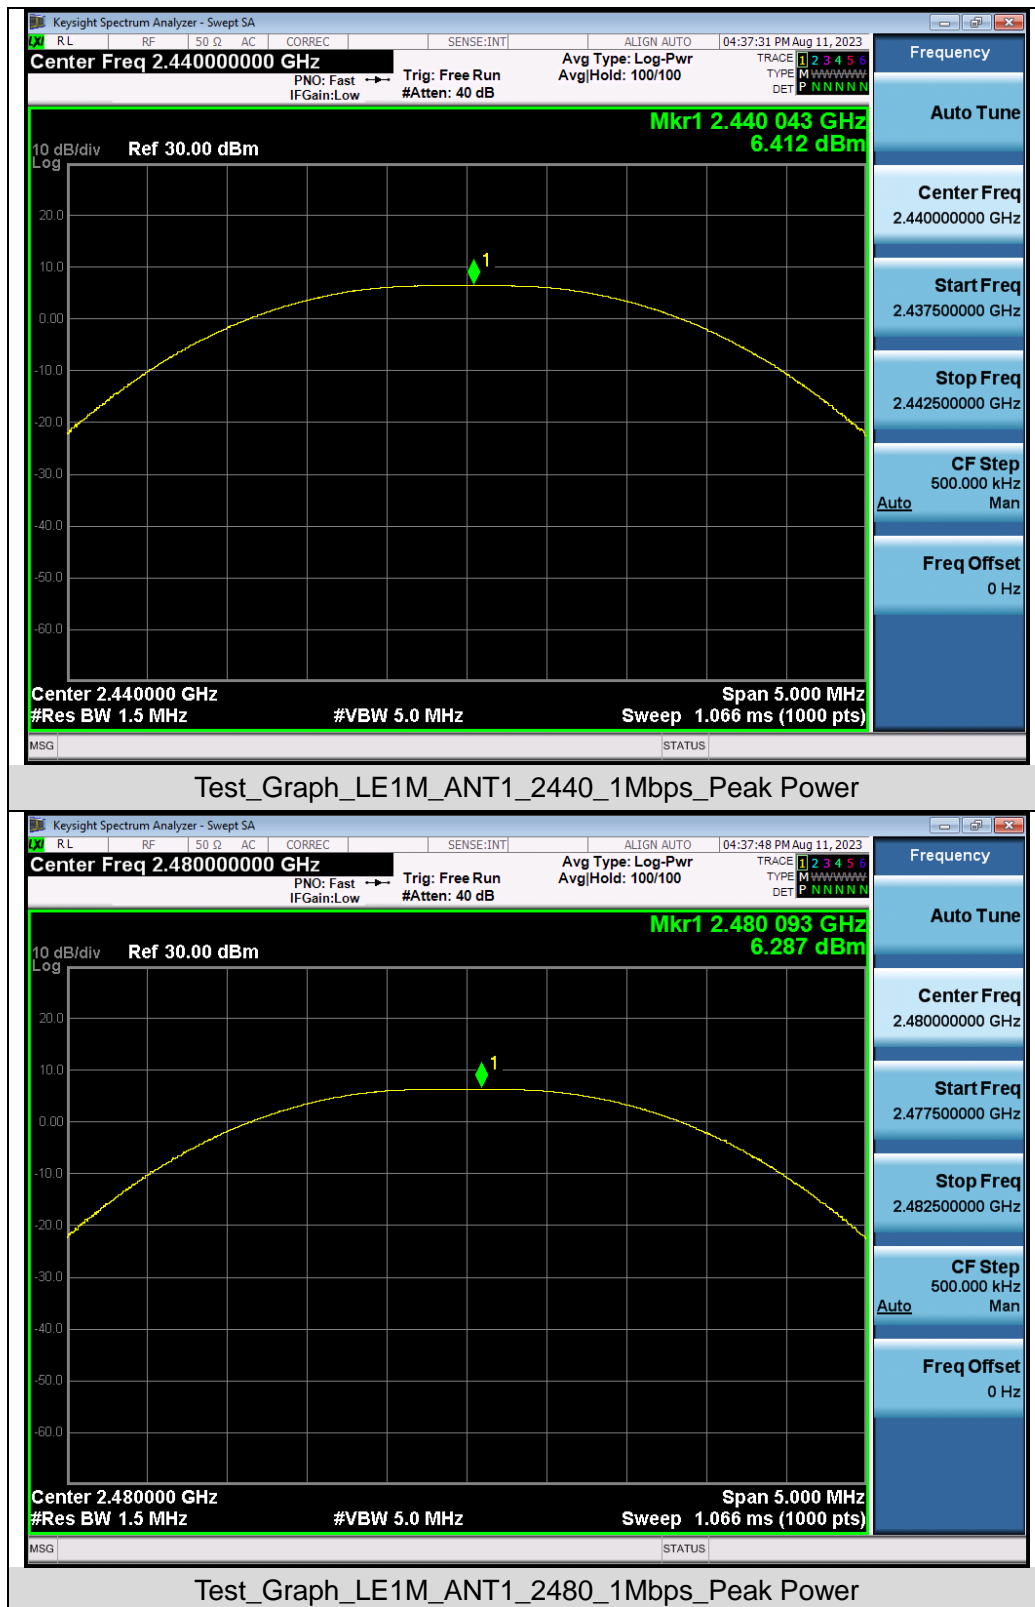 Keysight Spectrum Analyzer - Swept SA
LXI RL RF 50 Ω AC CORREC SENSE:INT ALIGN AUTO 04:37:31 PM Aug 11, 2023
Center Freq 2.440000000 GHz
PNO: Fast
IFGain:Low
Trig: Free Run
#Atten: 40 dB
Avg Type: Log-Pwr
Avg|Hold: 100/100
TRACE 1 2 3 4 5 6
TYPE M WWWWW
DET P N N N N N
Mkr1 2.440 043 GHz
6.412 dBm
10 dB/div Ref 30.00 dBm
Log
20.0
10.0
1
0.00
-10.0
-20.0
-30.0
-40.0
-50.0
-60.0
Center 2.440000 GHz Span 5.000 MHz
#Res BW 1.5 MHz #VBW 5.0 MHz Sweep 1.066 ms (1000 pts)
MSG STATUS
Frequency
Auto Tune
Center Freq
2.440000000 GHz
Start Freq
2.437500000 GHz
Stop Freq
2.442500000 GHz
CF Step
500.000 kHz
Auto Man
Freq Offset
0 Hz
Test_Graph_LE1M_ANT1_2440_1Mbps_Peak Power
Keysight Spectrum Analyzer - Swept SA
LXI RL RF 50 Ω AC CORREC SENSE:INT ALIGN AUTO 04:37:48 PM Aug 11, 2023
Center Freq 2.480000000 GHz
PNO: Fast
IFGain:Low
Trig: Free Run
#Atten: 40 dB
Avg Type: Log-Pwr
Avg|Hold: 100/100
TRACE 1 2 3 4 5 6
TYPE M WWWWW
DET P N N N N N
Mkr1 2.480 093 GHz
6.287 dBm
10 dB/div Ref 30.00 dBm
Log
20.0
10.0
1
0.00
-10.0
-20.0
-30.0
-40.0
-50.0
-60.0
Center 2.480000 GHz Span 5.000 MHz
#Res BW 1.5 MHz #VBW 5.0 MHz Sweep 1.066 ms (1000 pts)
MSG STATUS
Frequency
Auto Tune
Center Freq
2.480000000 GHz
Start Freq
2.477500000 GHz
Stop Freq
2.482500000 GHz
CF Step
500.000 kHz
Auto Man
Freq Offset
0 Hz
Test_Graph_LE1M_ANT1_2480_1Mbps_Peak Power